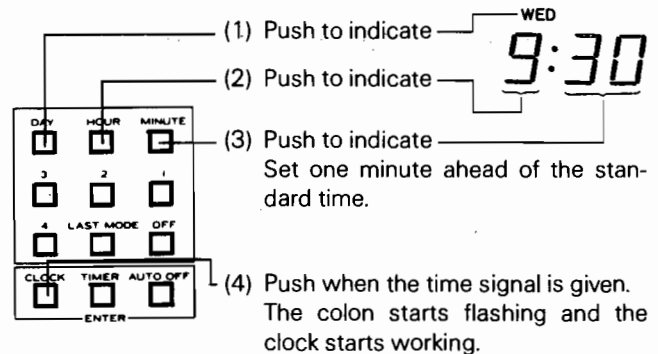 (1) Push to indicate
WED
9:30
(2) Push to indicate
DAY HOUR MINUTE
(3) Push to indicate
Set one minute ahead of the stan-
dard time.
3 2 1
4 LAST MODE OFF
CLOCK TIMER AUTO OFF
ENTER
(4) Push when the time signal is given.
The colon starts flashing and the
clock starts working.